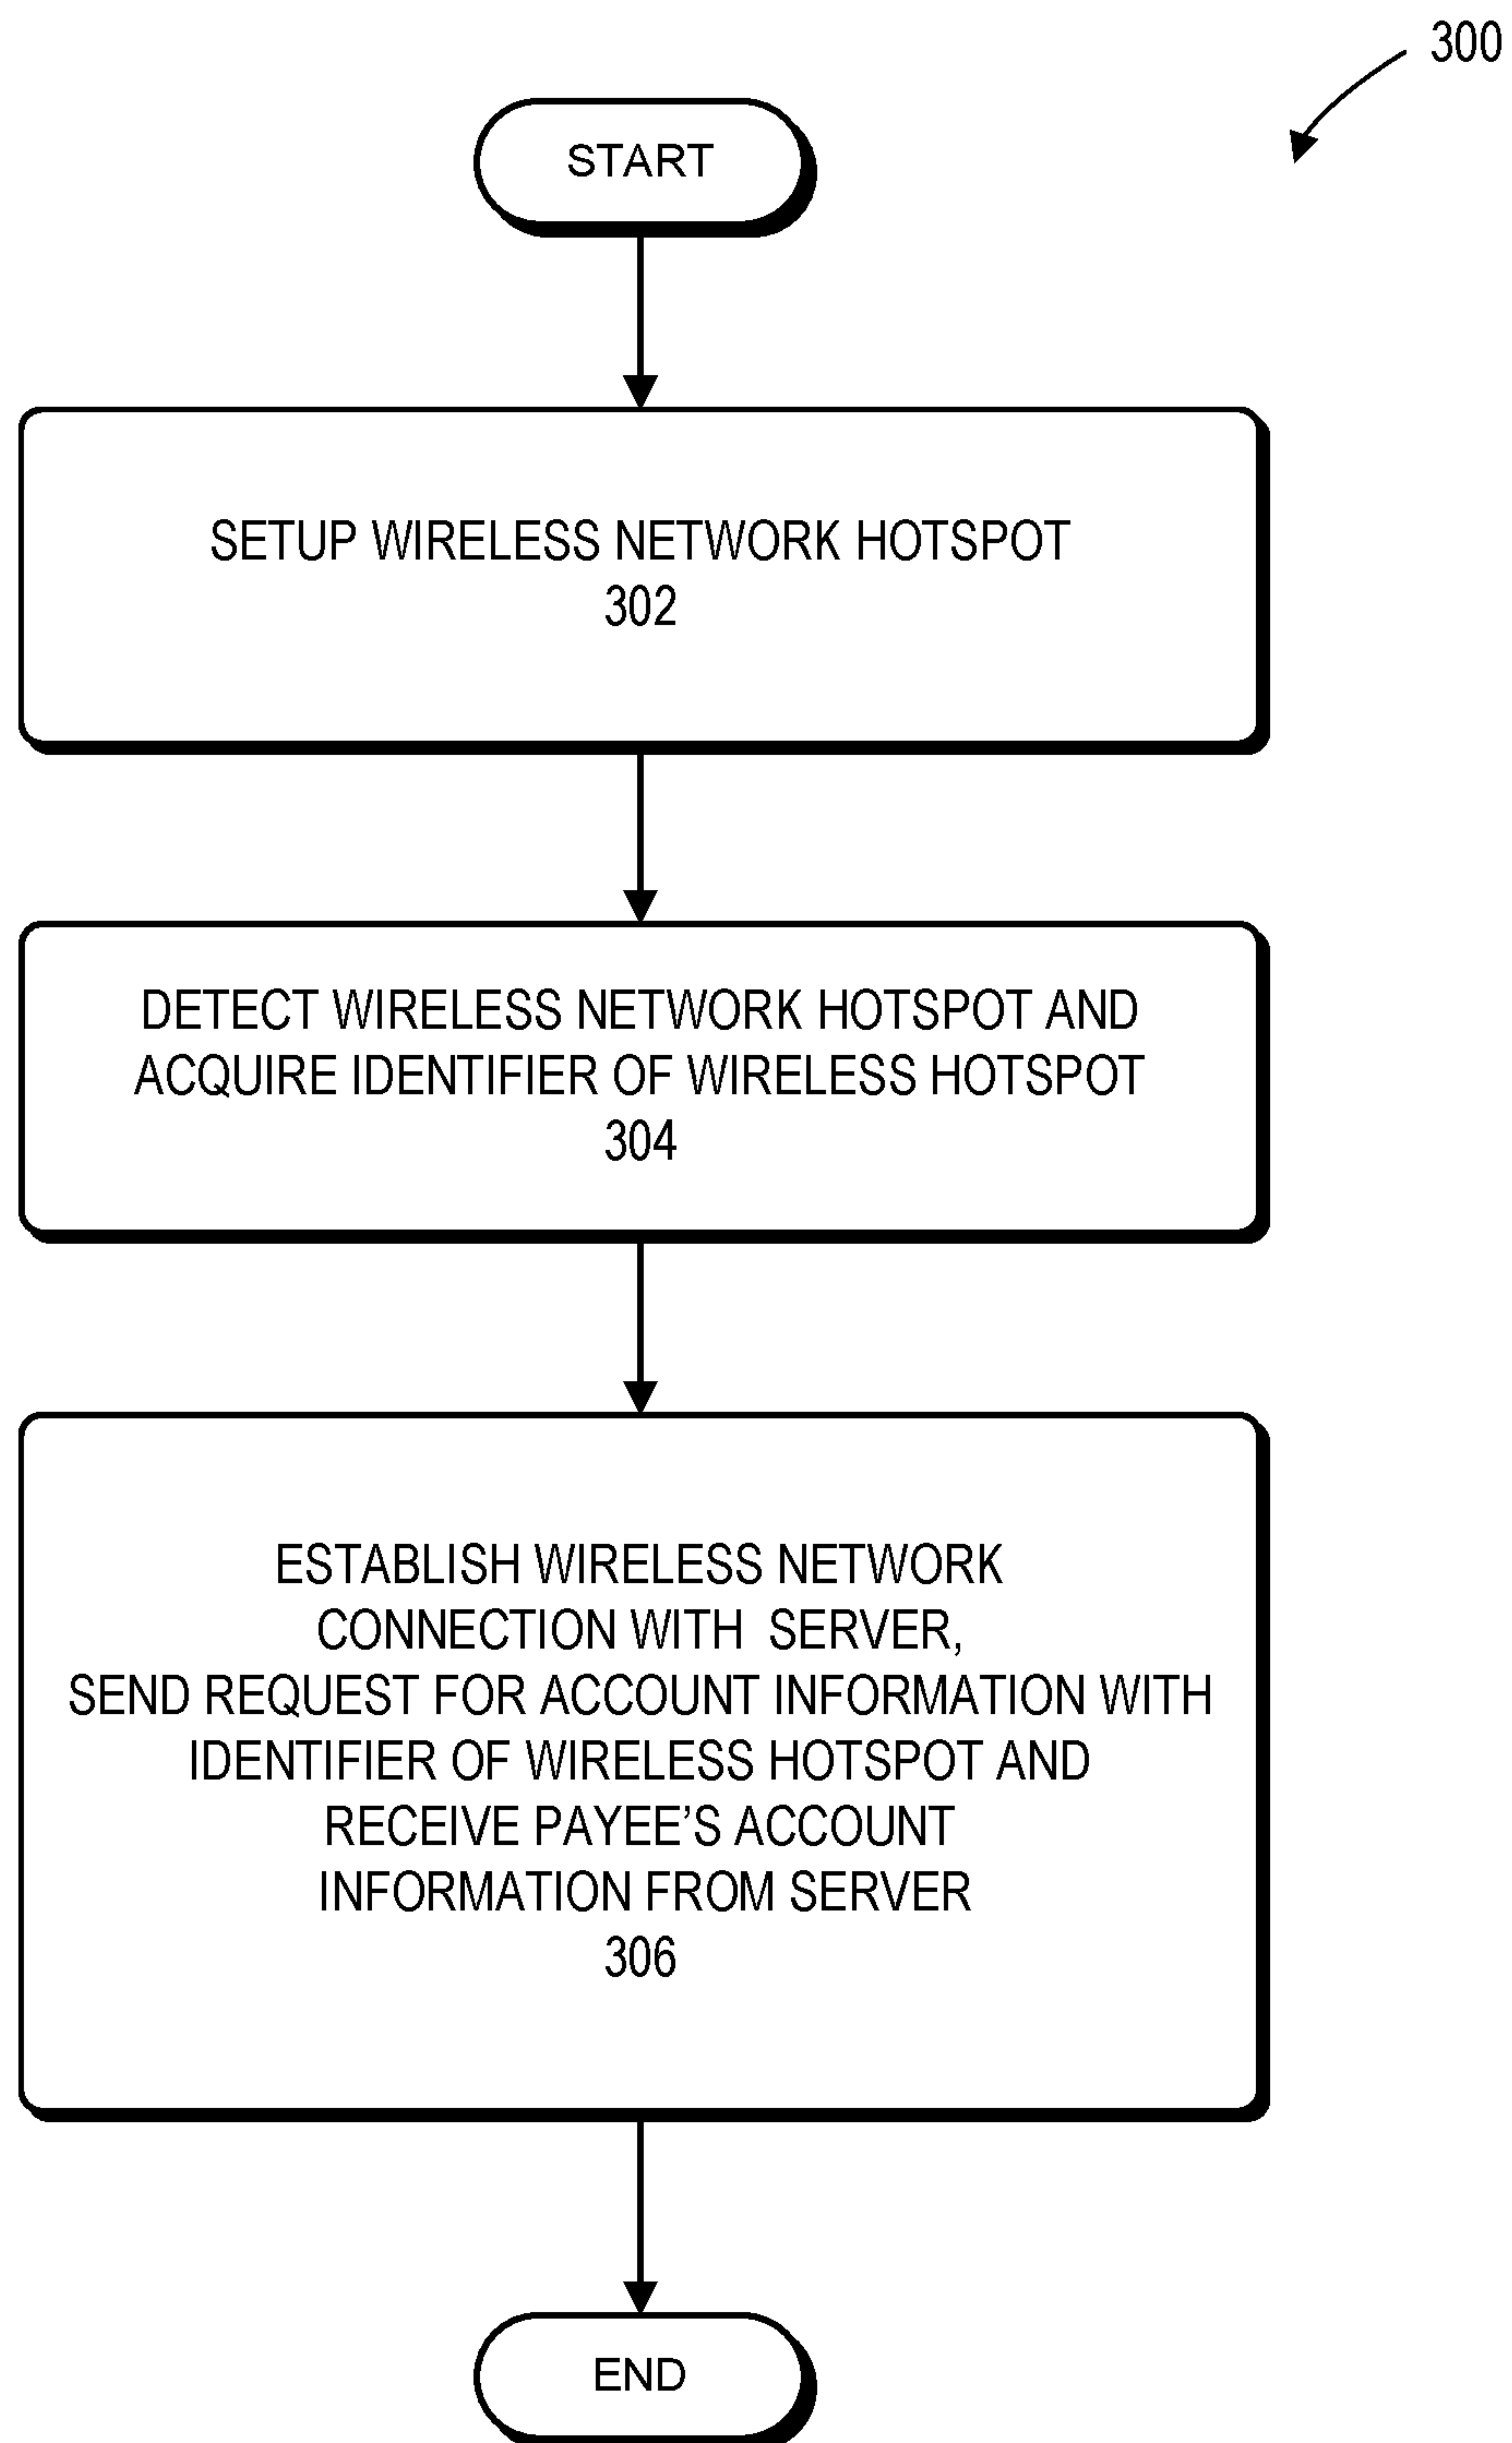 300
START
SETUP WIRELESS NETWORK HOTSPOT
302
DETECT WIRELESS NETWORK HOTSPOT AND
ACQUIRE IDENTIFIER OF WIRELESS HOTSPOT
304
ESTABLISH WIRELESS NETWORK
CONNECTION WITH SERVER,
SEND REQUEST FOR ACCOUNT INFORMATION WITH
IDENTIFIER OF WIRELESS HOTSPOT AND
RECEIVE PAYEE'S ACCOUNT
INFORMATION FROM SERVER
306
END